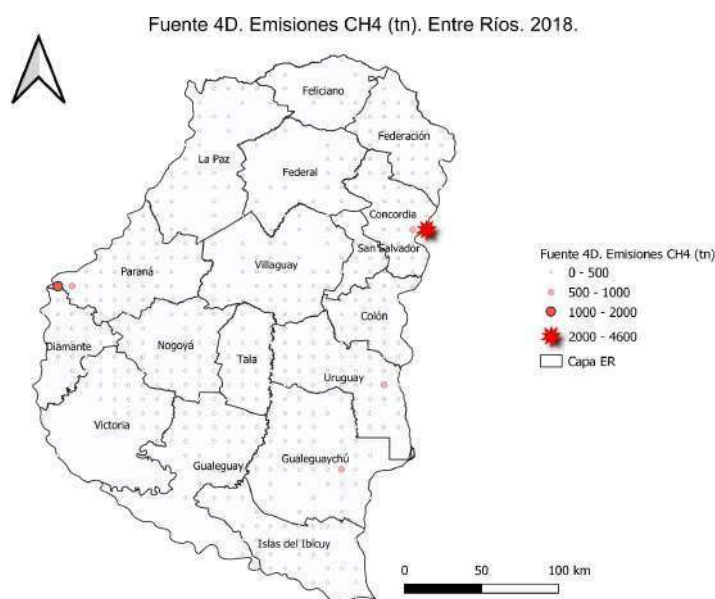 Fuente 4D. Emisiones CH4 (tn). Entre Ríos. 2018.
Feliciano
Federación
La Paz
Federal
Concordia
San Salvador
Villaguay
Paraná
Colón
Diamante
Nogoyá
Tala
Uruguay
Victoria
Gualeguay
Gualeguaychú
Islas del Ibicuy
Fuente 4D. Emisiones CH4 (tn)
0 - 500
500 - 1000
1000 - 2000
2000 - 4600
Capa ER
0 50 100 km